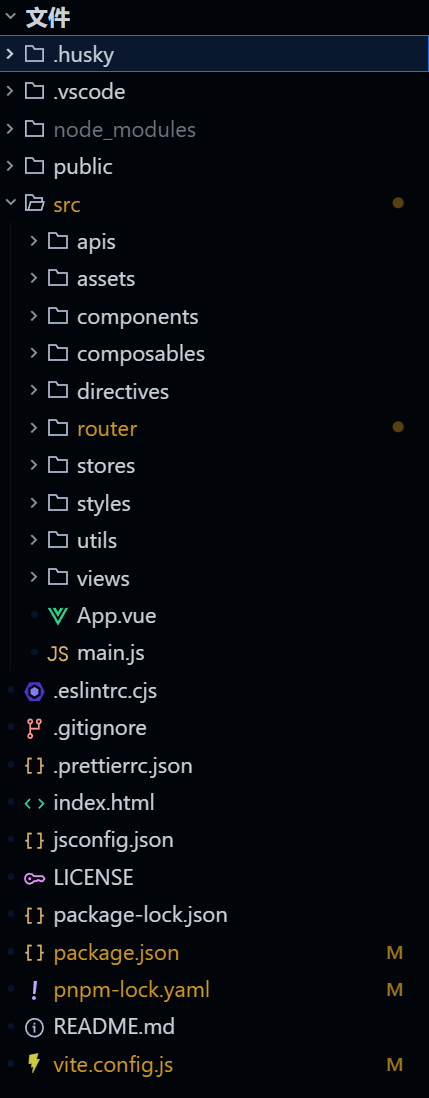 文件
.husky
.vscode
node_modules
public
src
apis
assets
components
composables
directives
router
stores
styles
utils
views
App.vue
JS main.js
.eslintrc.cjs
.gitignore
{} .prettierrc.json
<> index.html
{} jsconfig.json
LICENSE
{} package-lock.json
{} package.json M
! pnpm-lock.yaml M
README.md
vite.config.js M